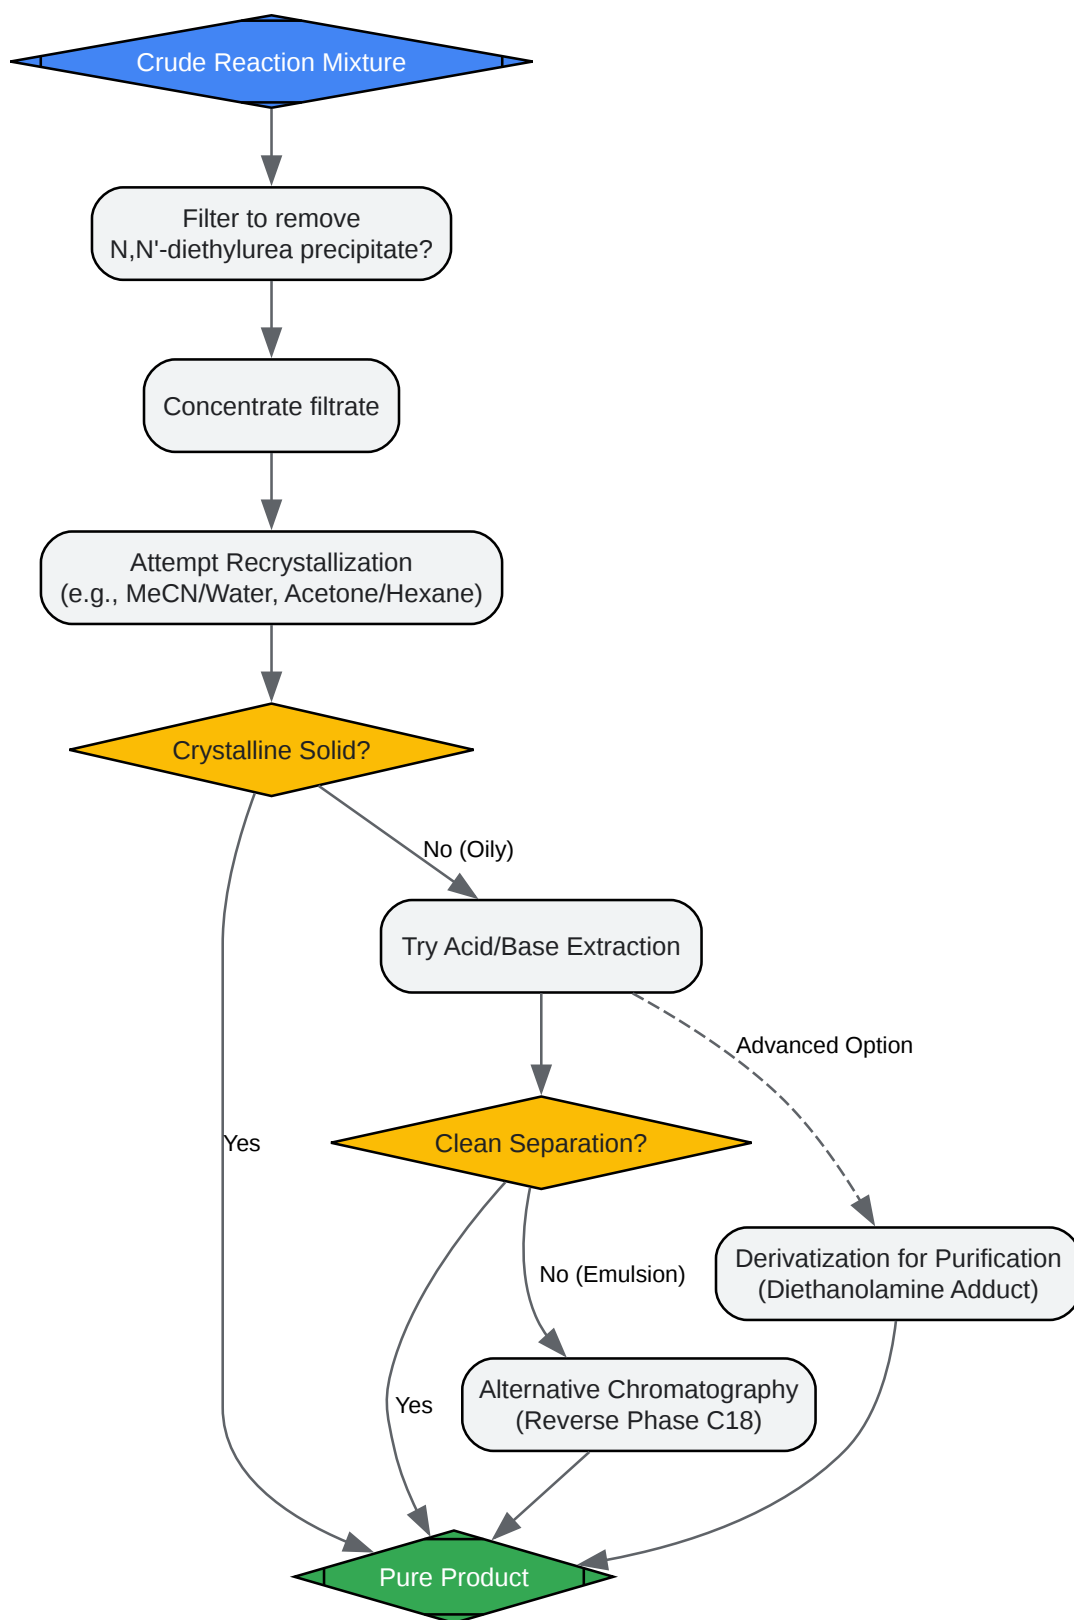 Crude Reaction Mixture
Filter to remove
N,N'-diethylurea precipitate?
Concentrate filtrate
Attempt Recrystallization
(e.g., MeCN/Water, Acetone/Hexane)
Crystalline Solid?
No (Oily)
Try Acid/Base Extraction
Advanced Option
Yes
Clean Separation?
Derivatization for Purification
(Diethanolamine Adduct)
No (Emulsion)
Yes
Alternative Chromatography
(Reverse Phase C18)
Pure Product